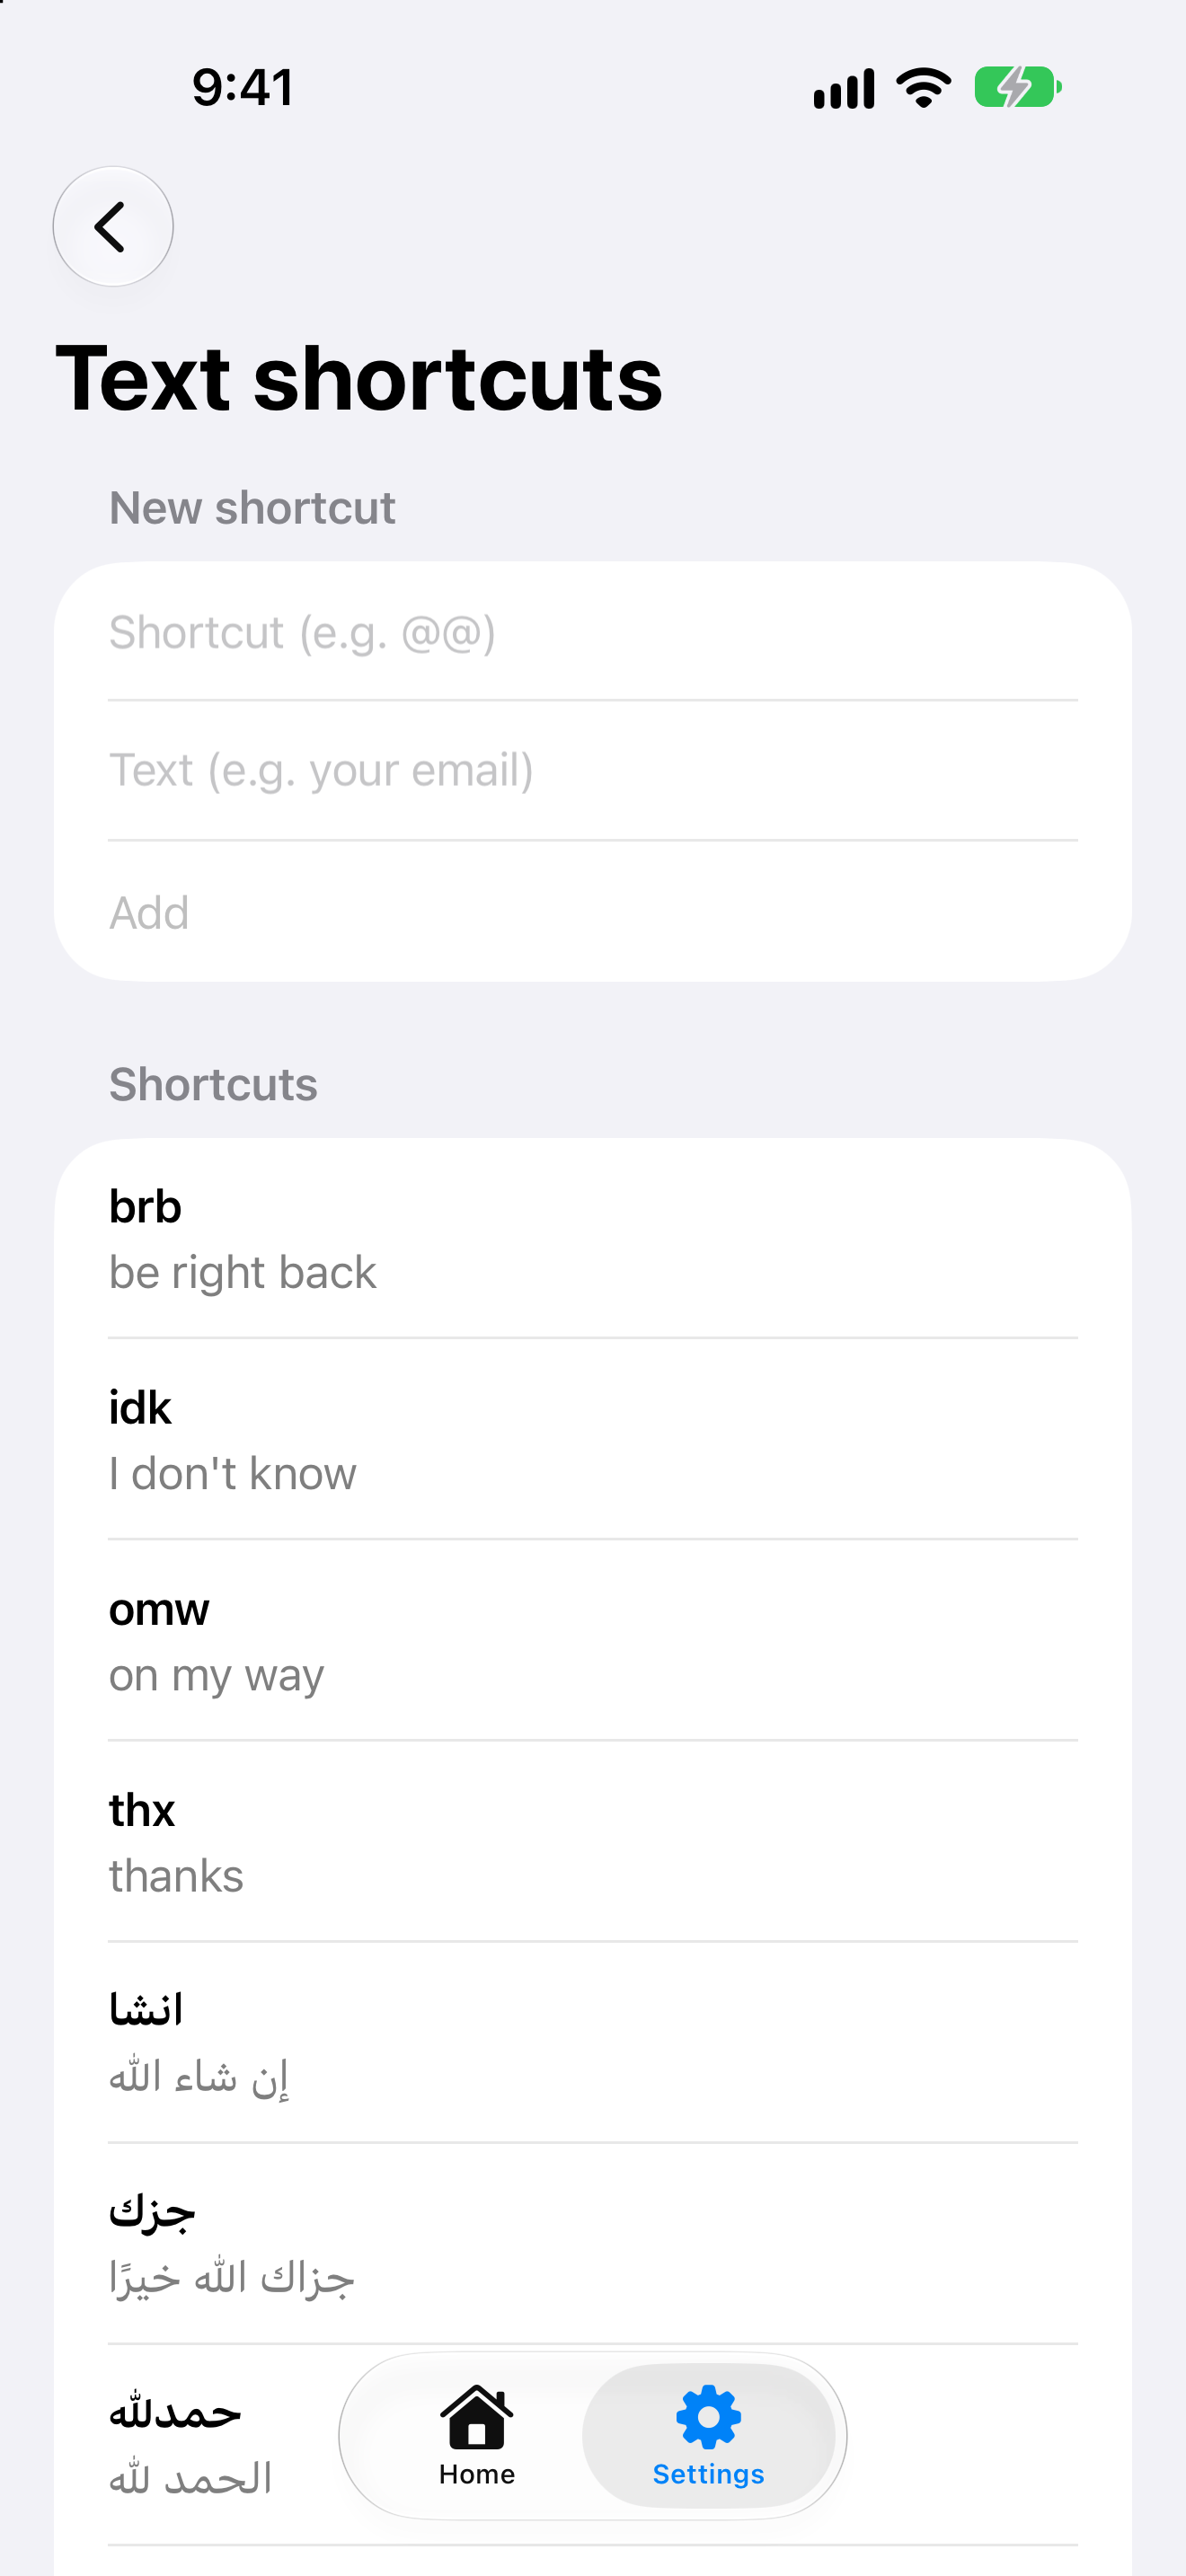 9:41
Text shortcuts
New shortcut
Shortcut (e.g. @@)
Text (e.g. your email)
Add
Shortcuts
brb
be right back
idk
I don't know
omw
on my way
thx
thanks
انشا
إن شاء الله
جزك
جزاك الله خيرًا
حمدلله
الحمد لله
Home
Settings